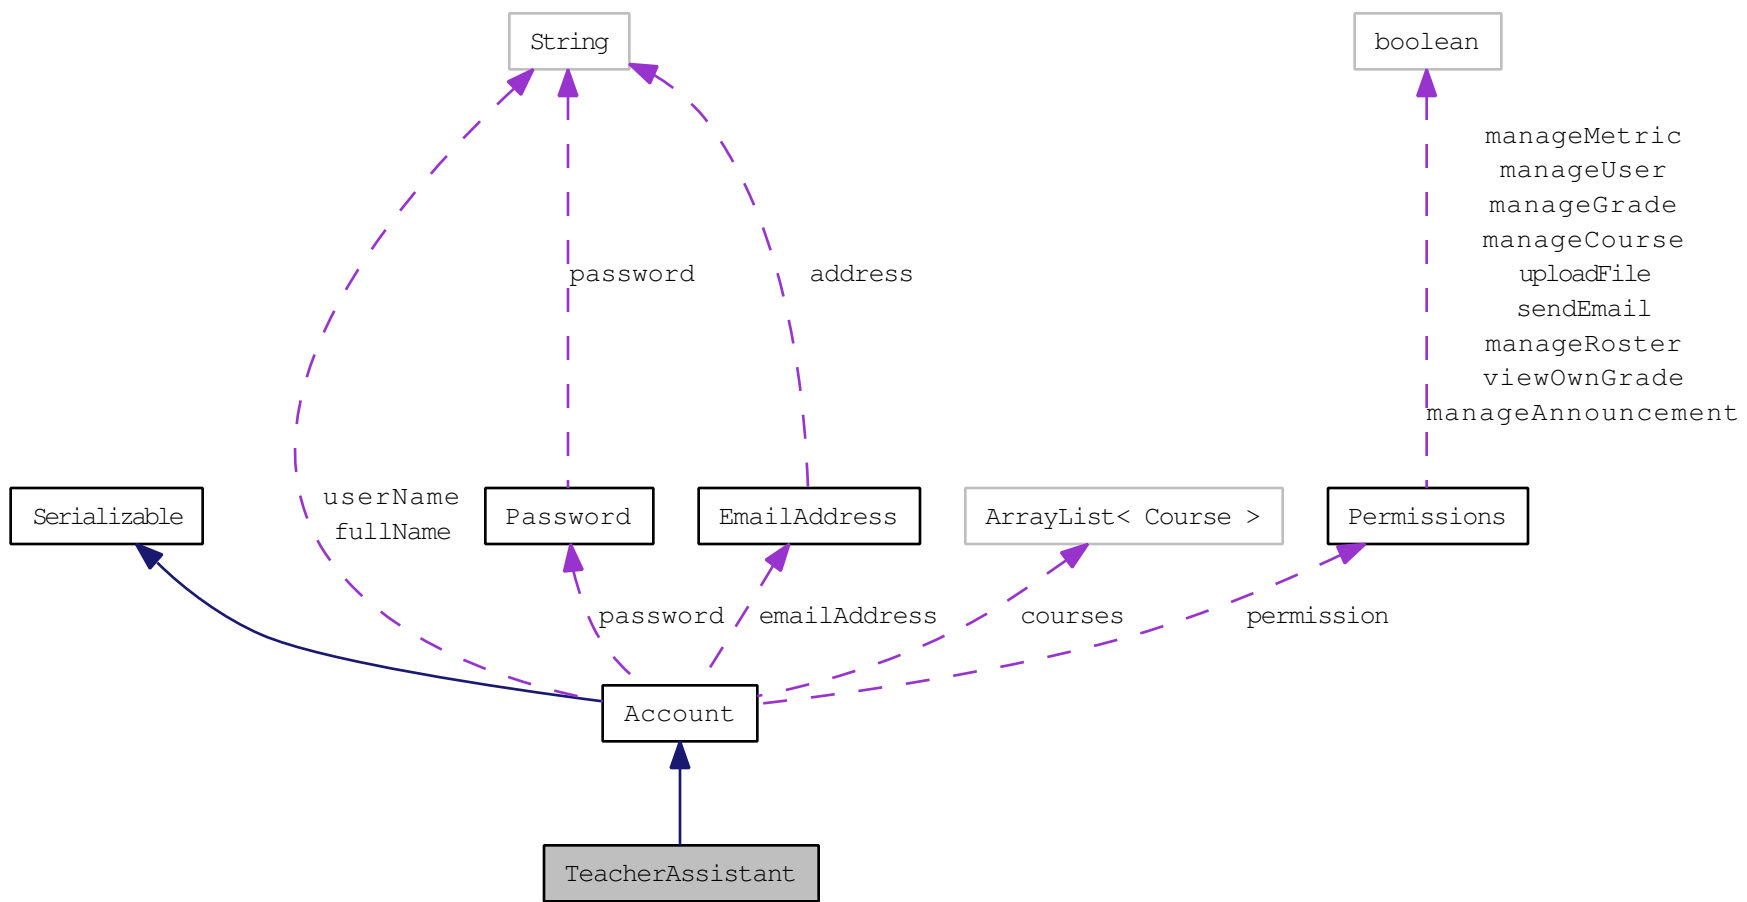 String
boolean
manageMetric
manageUser
manageGrade
manageCourse
uploadFile
sendEmail
manageRoster
viewOwnGrade
manageAnnouncement
password
address
userName
fullName
Serializable
Password
EmailAddress
ArrayList< Course >
Permissions
password
emailAddress
courses
permission
Account
TeacherAssistant